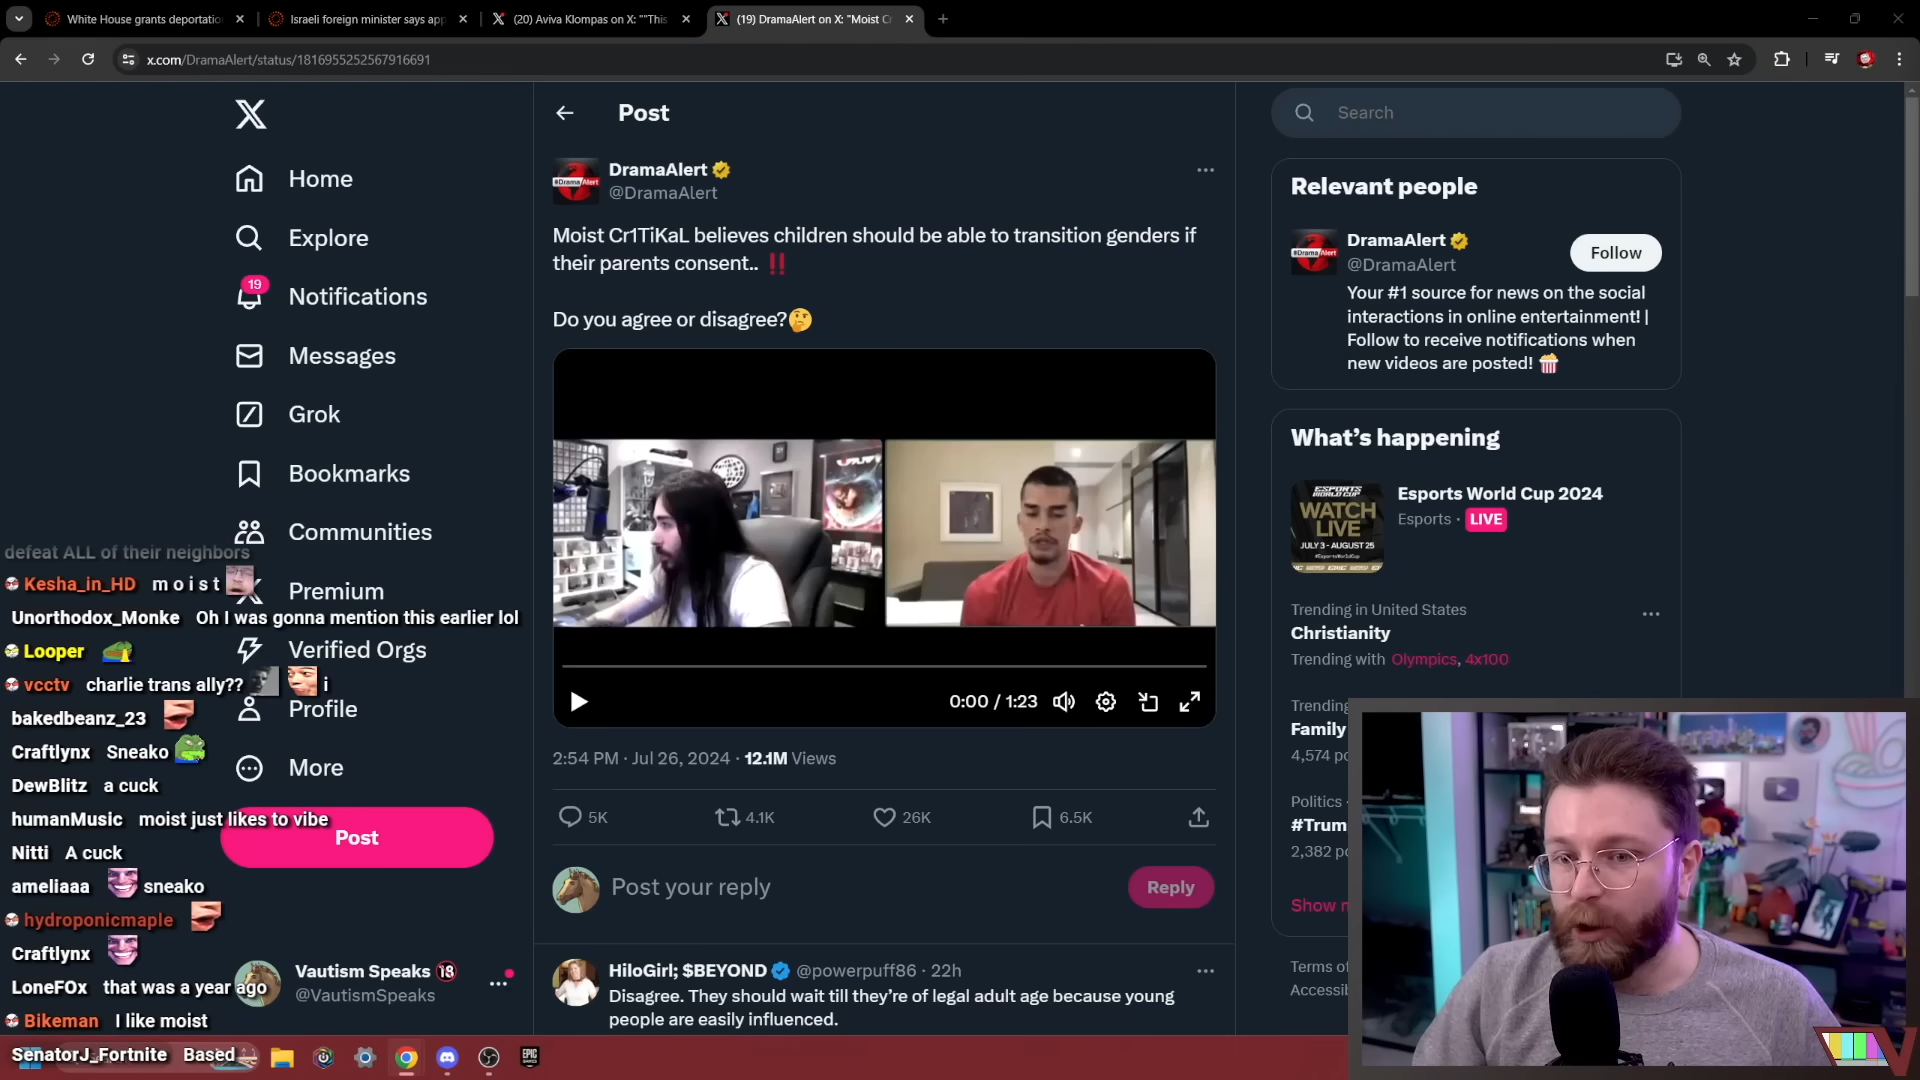 White House grants deportatio
Israeli foreign minister says app
(20) Aviva Klompas on X: ""This
(19) DramaAlert on X: "Moist Cr
x.com/DramaAlert/status/1816955252567916691
Home
Explore
19
Notifications
Messages
Grok
Bookmarks
Communities
Premium
Verified Orgs
Profile
More
Post
Vautism Speaks
@VautismSpeaks
defeat ALL of their neighbors
Kesha_in_HD m o i s t
Unorthodox_Monke Oh I was gonna mention this earlier lol
Looper
vcctv charlie trans ally?? i
bakedbeanz_23
Craftlynx Sneako
DewBlitz a cuck
humanMusic moist just likes to vibe
Nitti A cuck
ameliaaa sneako
hydroponicmaple
Craftlynx
LoneFOx that was a year ago
Bikeman I like moist
SenatorJ_Fortnite Based
Post
DramaAlert
@DramaAlert
Moist Cr1TiKaL believes children should be able to transition genders if
their parents consent.. ‼️
Do you agree or disagree?🤔
#DramaAlert
0:00 / 1:23
2:54 PM · Jul 26, 2024 · 12.1M Views
5K
4.1K
26K
6.5K
Post your reply
Reply
HiloGirl; $BEYOND @powerpuff86 · 22h
Disagree. They should wait till they're of legal adult age because young
people are easily influenced.
Search
Relevant people
DramaAlert
@DramaAlert
Follow
#DramaAlert
Your #1 source for news on the social
interactions in online entertainment! |
Follow to receive notifications when
new videos are posted! 🍿
What's happening
ESPORTS
WORLD CUP
WATCH
LIVE
JULY 3 - AUGUST 25
Esports World Cup 2024
Esports · LIVE
Trending in United States
Christianity
Trending with Olympics, 4x100
Trending
Family
4,574 po
Politics ·
#Trum
2,382 po
Show m
Terms of
Accessib
EPIC
GAMES